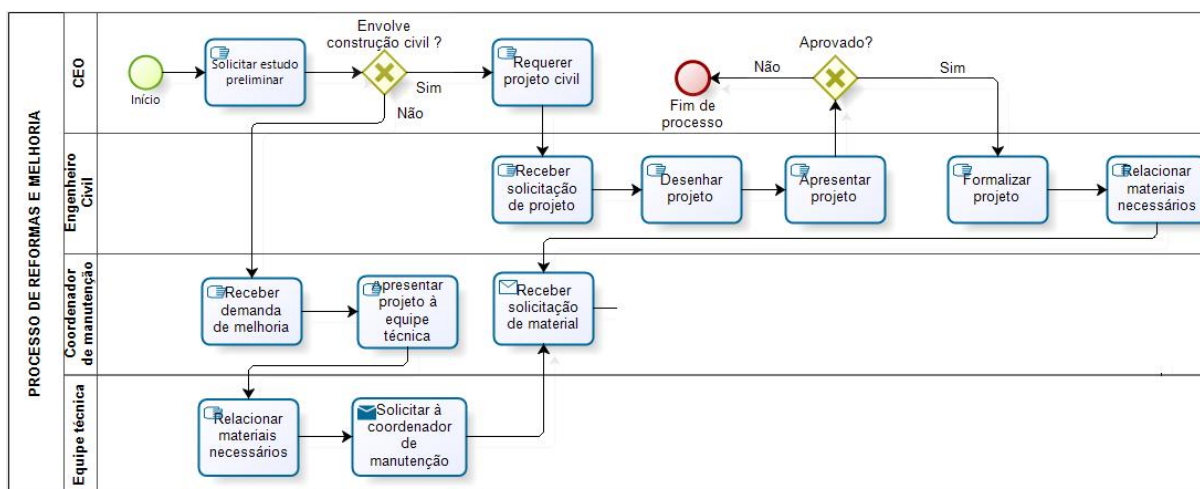 PROCESSO DE REFORMAS E MELHORIA
CEO
Início
Solicitar estudo
preliminar
Envolve
construção civil ?
Sim
Não
Requerer
projeto civil
Fim de
processo
Não
Aprovado?
Sim
Engenheiro
Civil
Receber
solicitação
de projeto
Desenhar
projeto
Apresentar
projeto
Formalizar
projeto
Relacionar
materiais
necessários
Coordenador
de manutenção
Receber
demanda
de melhoria
Apresentar
projeto à
equipe
técnica
Receber
solicitação
de material
Equipe técnica
Relacionar
materiais
necessários
Solicitar à
coordenador
de
manutenção